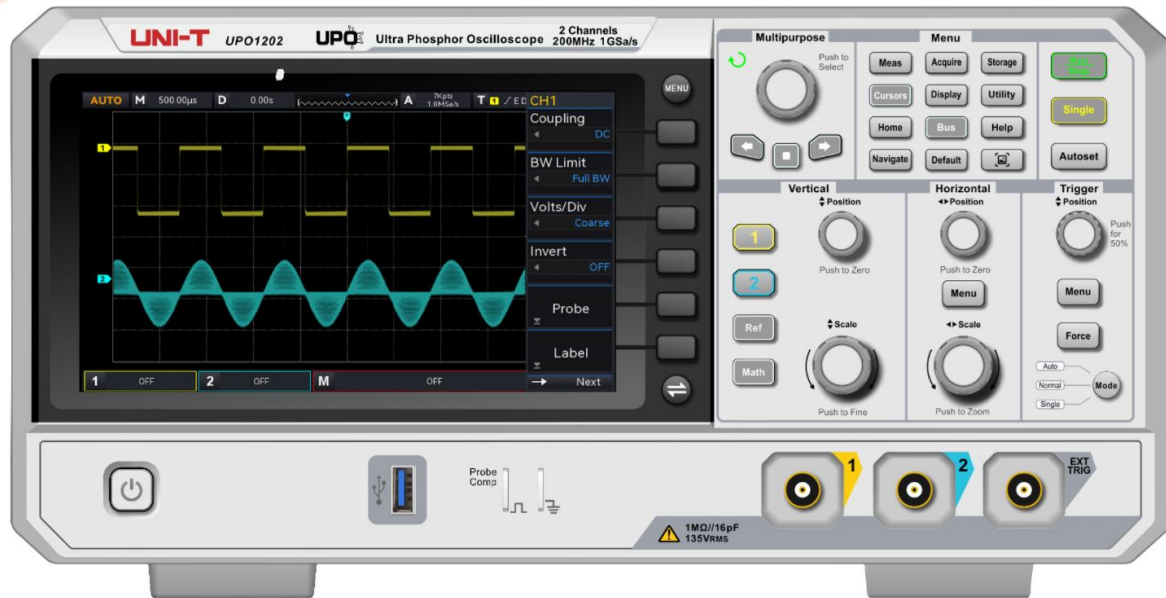 UNI-T UPO1202 UPO Ultra Phosphor Oscilloscope 2 Channels 200MHz 1GSa/s
AUTO M 500.00μs D 0.00s A 7Kpts 1.0MSa/s T 1 E D
CH1
Coupling
DC
BW Limit
Full BW
Volts/Div
Coarse
Invert
OFF
Probe
Label
Next
1
2
1 OFF 2 OFF M OFF
MENU
Multipurpose
Push to
Select
Menu
Meas Acquire Storage
Cursors Display Utility
Home Bus Help
Navigate Default
Single
Autoset
Vertical
Position
Push to Zero
1
2
Ref
Math
Scale
Push to Fine
Horizontal
Position
Push to Zero
Menu
Scale
Push to Zoom
Trigger
Position
Push
for
50%
Menu
Force
Auto
Normal
Single
Mode
Probe
Comp
1MΩ//16pF
135VRMS
1
2
EXT
TRIG